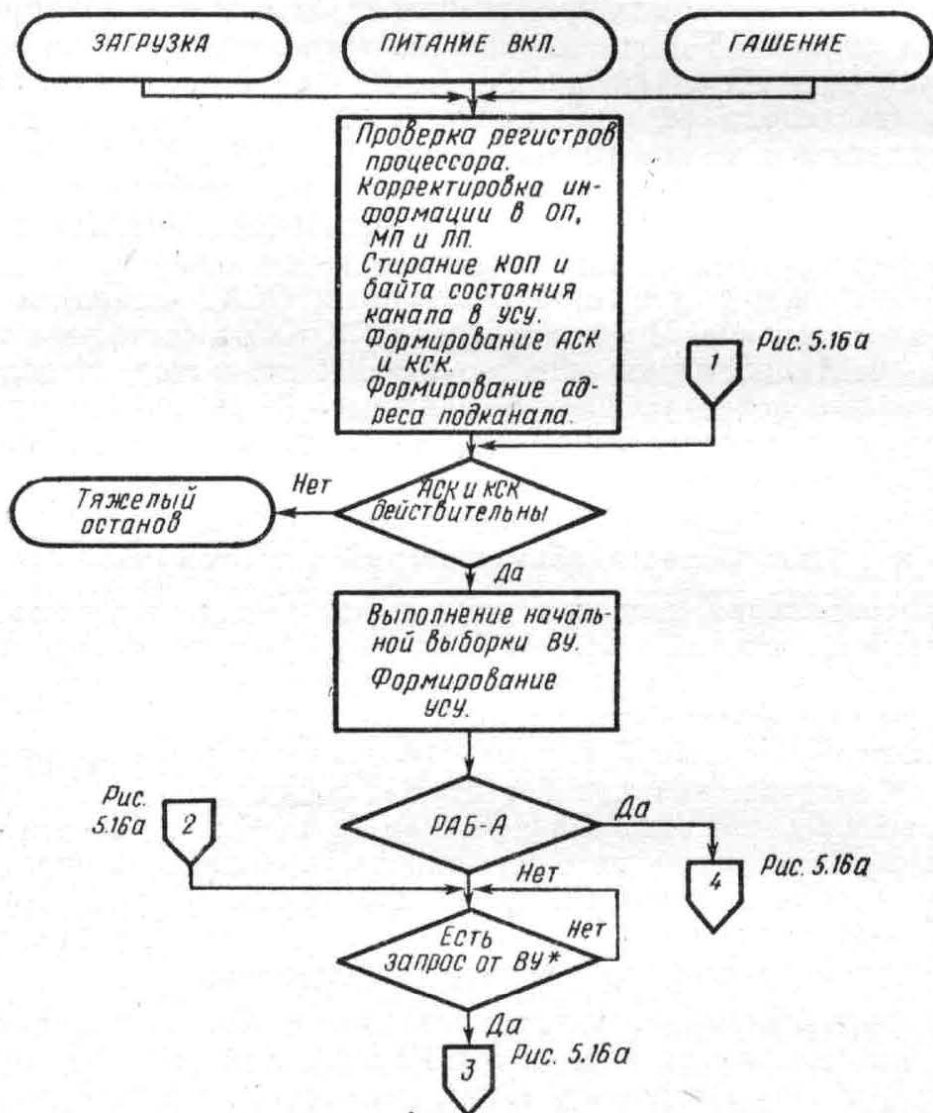 ЗАГРУЗКА
ПИТАНИЕ ВКЛ.
ГАШЕНИЕ
Проверка регистров
процессора.
Корректировка ин-
формации в ОП,
МП и ЛП.
Стирание КОП и
байта состояния
канала в УСУ.
Формирование АСК
и КСК.
Формирование ад-
реса подканала.
1
Рис. 5.16а
АСК и КСК
действительны
Нет
Тяжелый
останов
Да
Выполнение началь-
ной выборки ВУ.
Формирование
УСУ.
Рис.
5.16а
2
РАБ-А
Да
4
Рис. 5.16а
Нет
Есть
запрос от ВУ*
Нет
Да
3
Рис. 5.16а